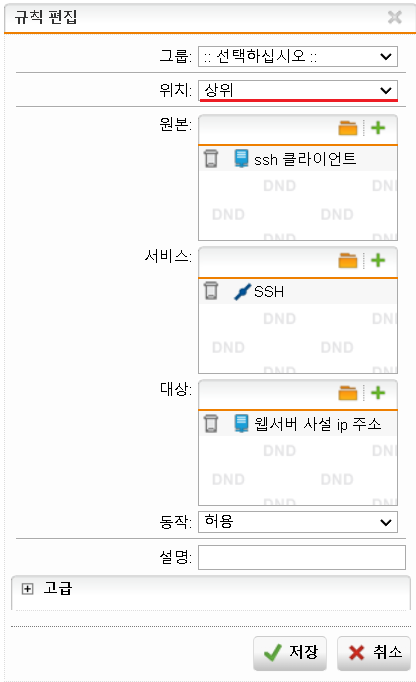 규칙 편집
그룹: :: 선택하십시오 ::
위치: 상위
원본:
ssh 클라이언트
DND DND
DND DND
DND DND
서비스:
SSH
DND DND
DND DND
DND DND
대상:
웹서버 사설 ip 주소
DND DND
DND DND
DND DND
동작: 허용
설명:
고급
저장 취소